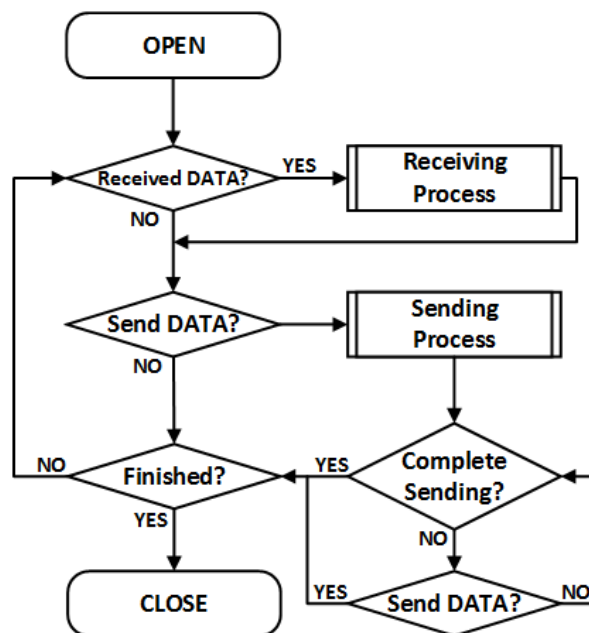 OPEN
Received DATA?
YES
Receiving
Process
NO
Send DATA?
Sending
Process
NO
Finished?
NO
YES
Complete
Sending?
YES
NO
CLOSE
Send DATA?
YES
NO